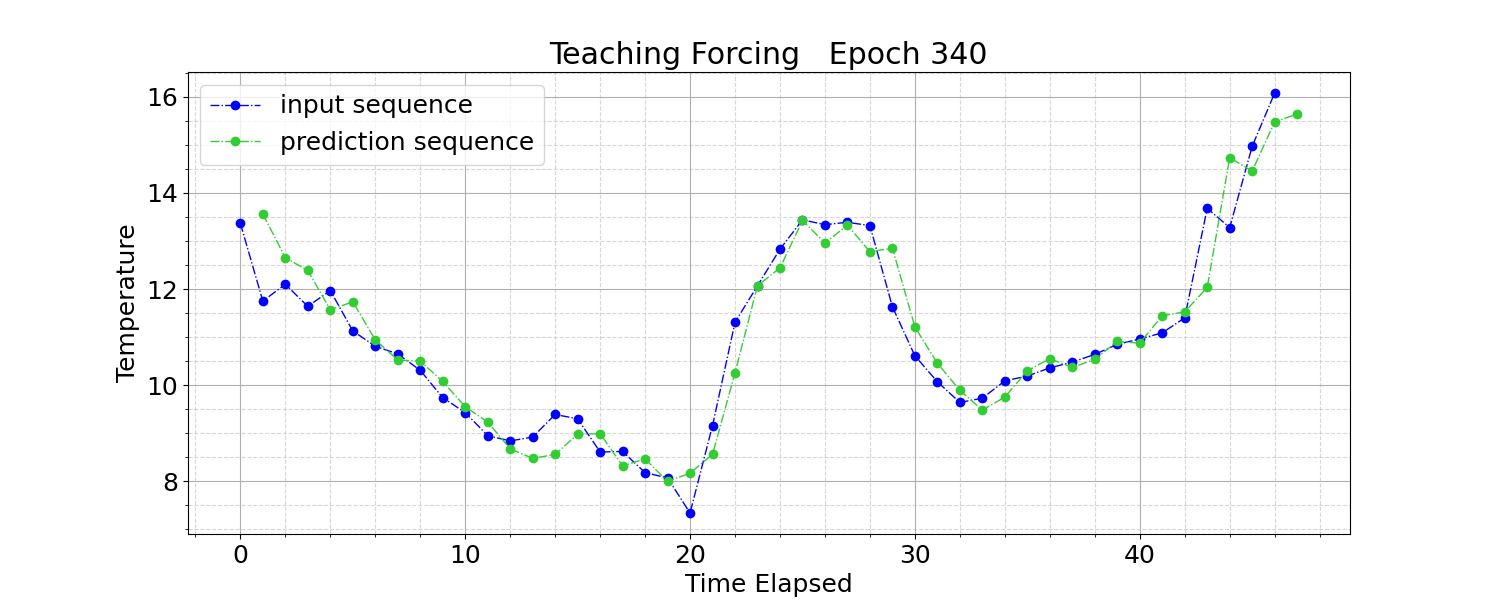 Teaching Forcing   Epoch 340
input sequence
prediction sequence
Temperature
16
14
12
10
8
0 10 20 30 40
Time Elapsed